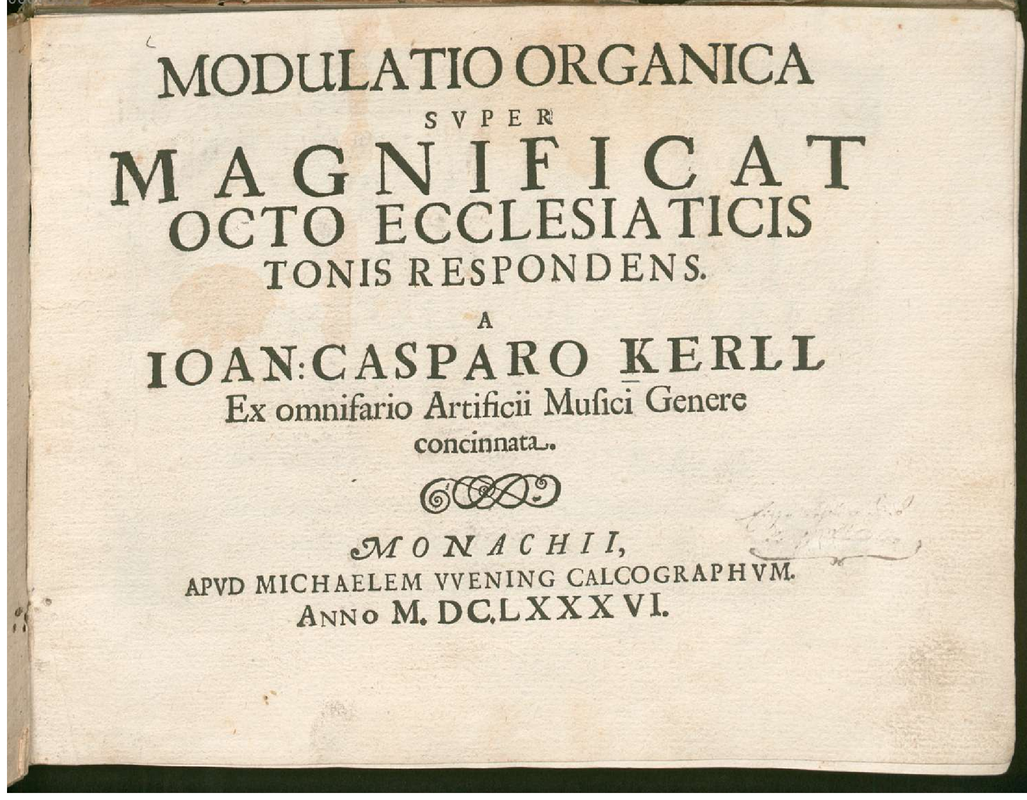 MODULATIO ORGANICA
SVPER
MAGNIFICAT
OCTO ECCLESIATICIS
TONIS RESPONDENS.
A
IOAN: CASPARO KERLL
Ex omnifario Artificii Muſici Genere
concinnata.
MONACHII,
APVD MICHAELEM VVENING CALCOGRAPHVM.
ANNO M. DC.LXXXVI.